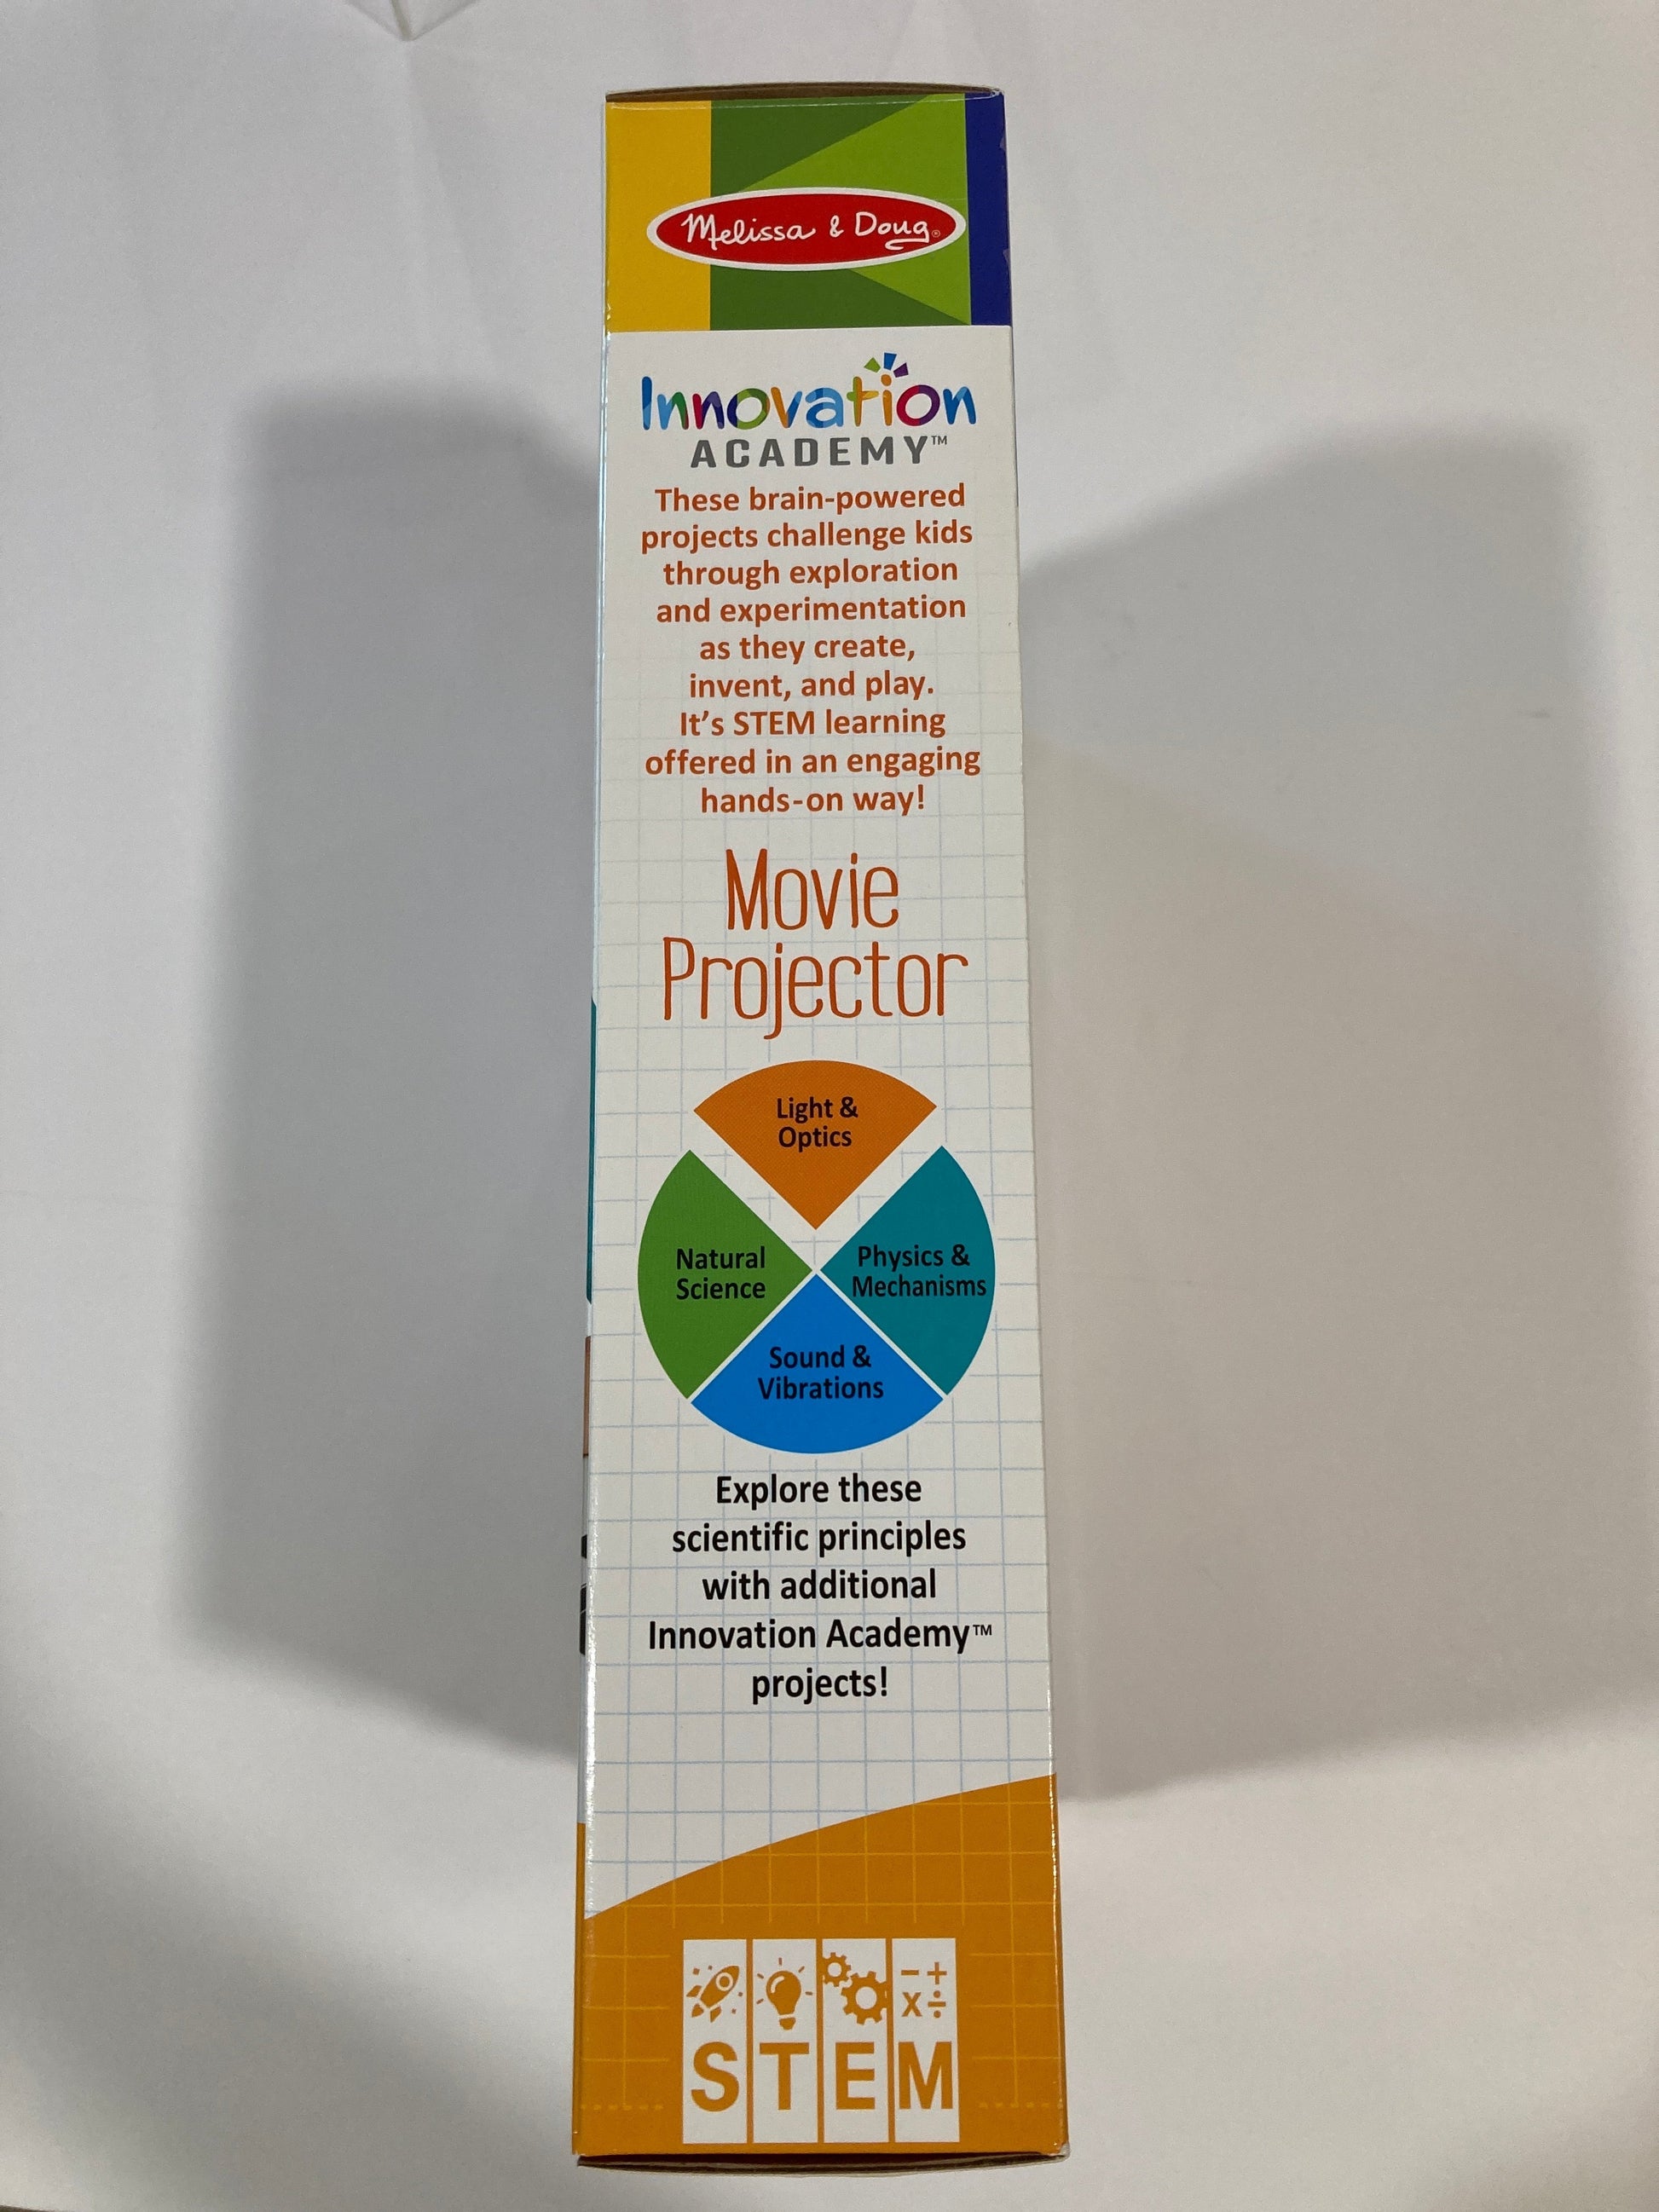 Melissa & Doug®
Innovation
ACADEMY™
These brain-powered
projects challenge kids
through exploration
and experimentation
as they create,
invent, and play.
It's STEM learning
offered in an engaging
hands-on way!
Movie
Projector
Light &
Optics
Natural
Science
Physics &
Mechanisms
Sound &
Vibrations
Explore these
scientific principles
with additional
Innovation Academy™
projects!
− +
x ÷
STEM